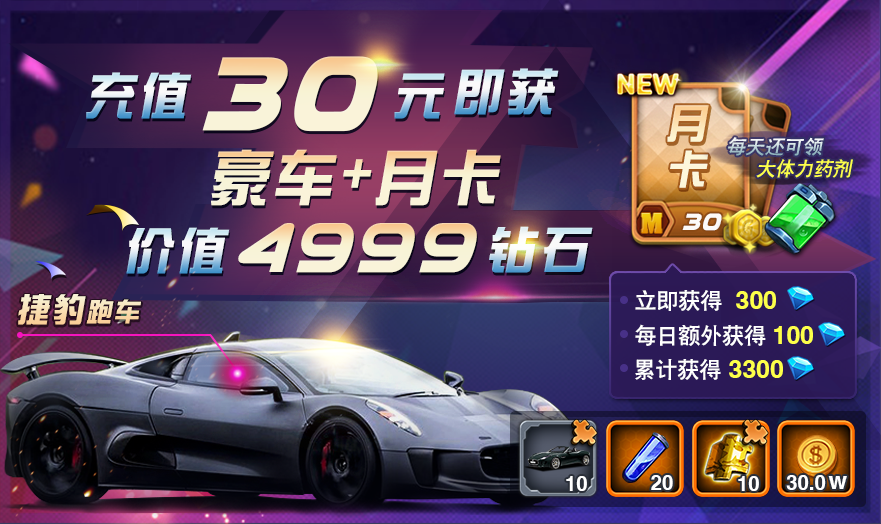 充值30元即获
豪车+月卡
价值4999钻石
捷豹跑车
NEW
月卡
M 30
每天还可领
大体力药剂
立即获得 300
每日额外获得 100
累计获得 3300
10
20
10
30.0W